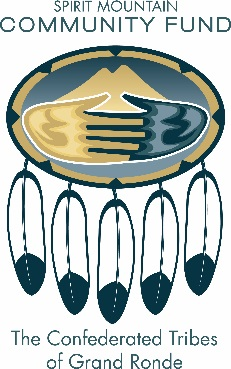 SPIRIT MOUNTAIN
COMMUNITY FUND
The Confederated Tribes
of Grand Ronde